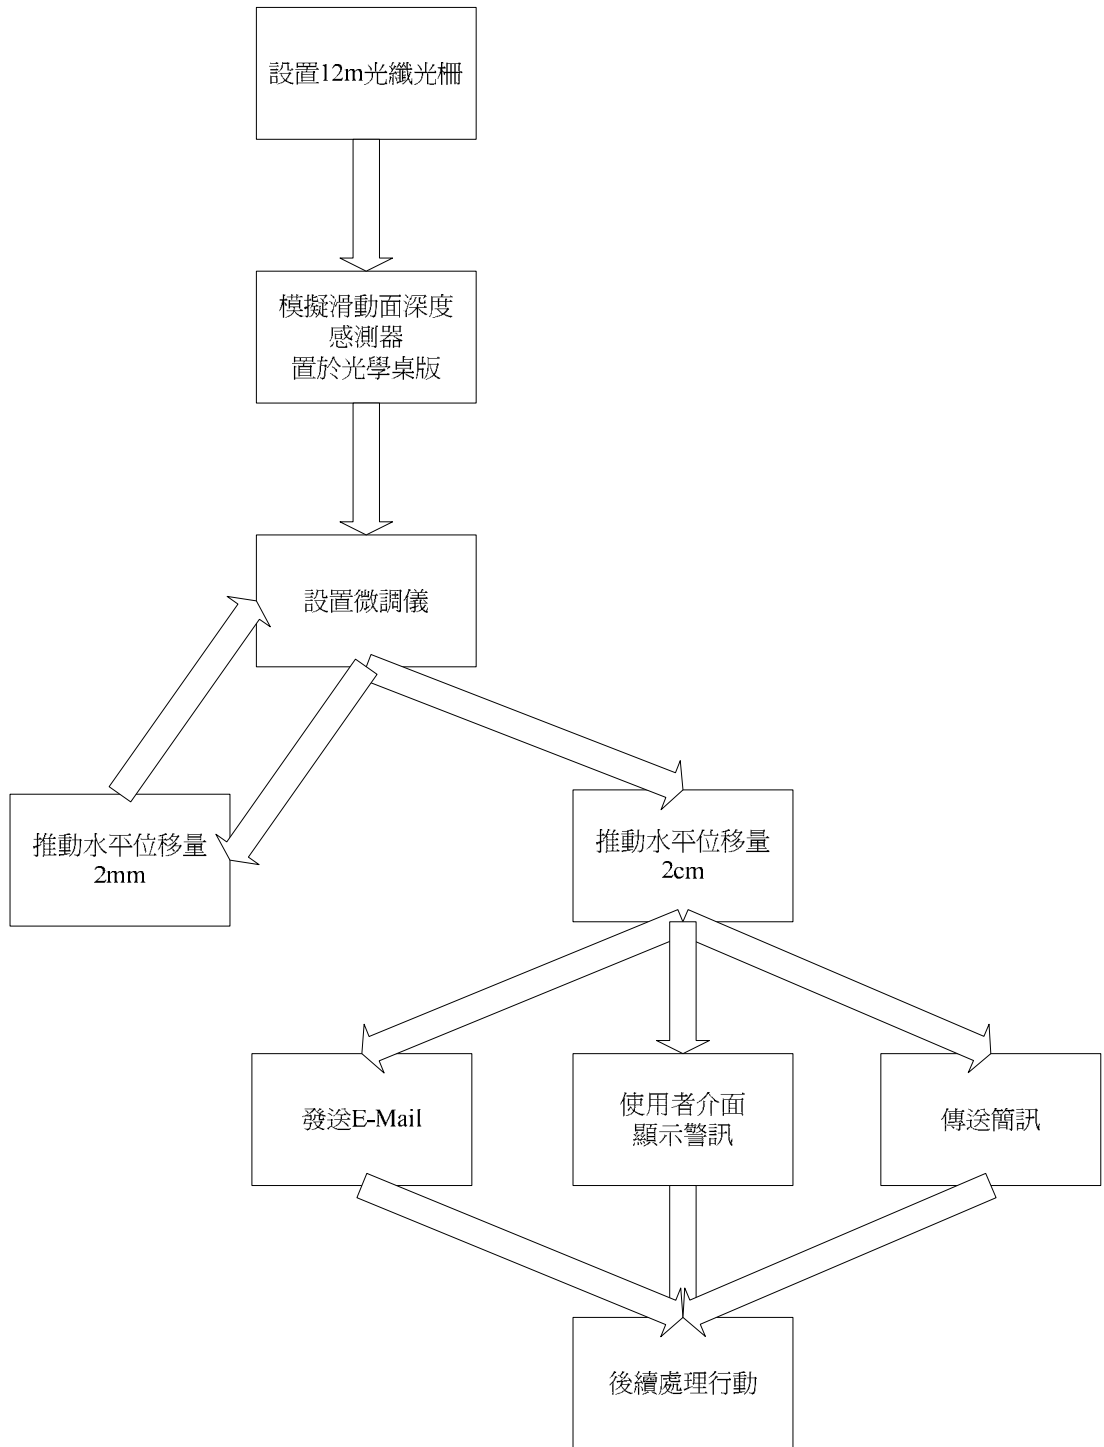 設置12m光纖光柵
模擬滑動面深度
感測器
置於光學桌版
設置微調儀
推動水平位移量
2mm
推動水平位移量
2cm
發送E-Mail
使用者介面
顯示警訊
傳送簡訊
後續處理行動